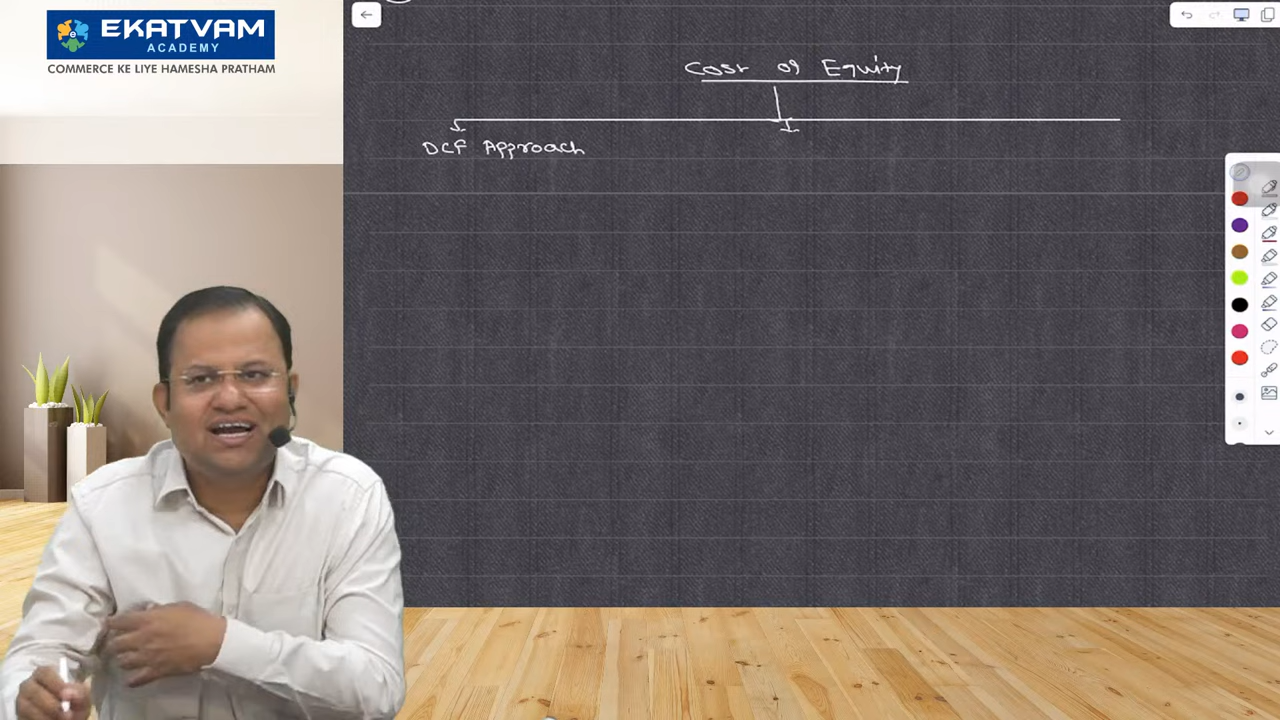 EKATVAM
ACADEMY
COMMERCE KE LIYE HAMESHA PRATHAM
Cost of Equity
DCF Approach